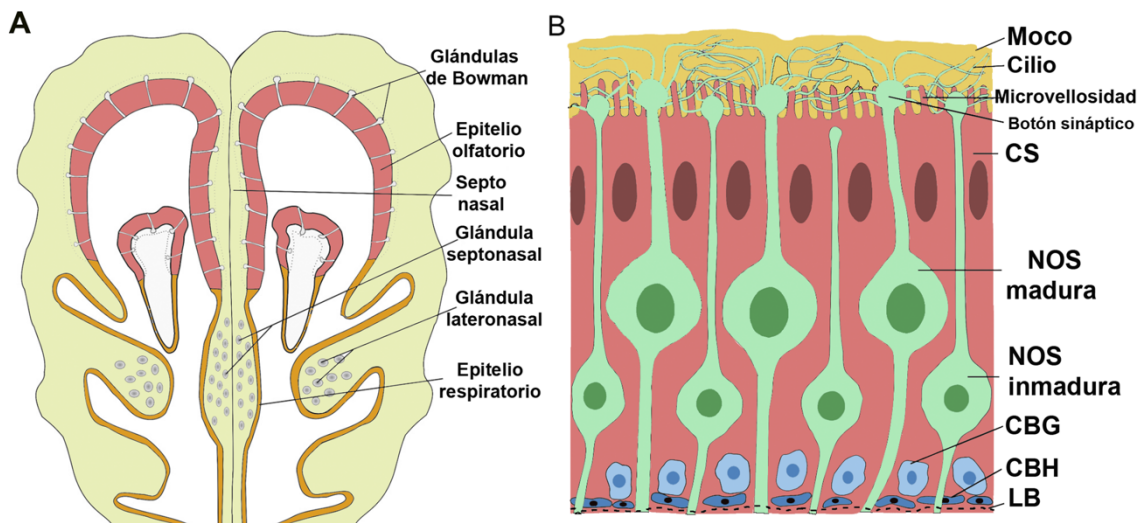 A
Glándulas
de Bowman
Epitelio
olfatorio
Septo
nasal
Glándula
septonasal
Glándula
lateronasal
Epitelio
respiratorio
B
Moco
Cilio
Microvellosidad
Botón sináptico
CS
NOS
madura
NOS
inmadura
CBG
CBH
LB